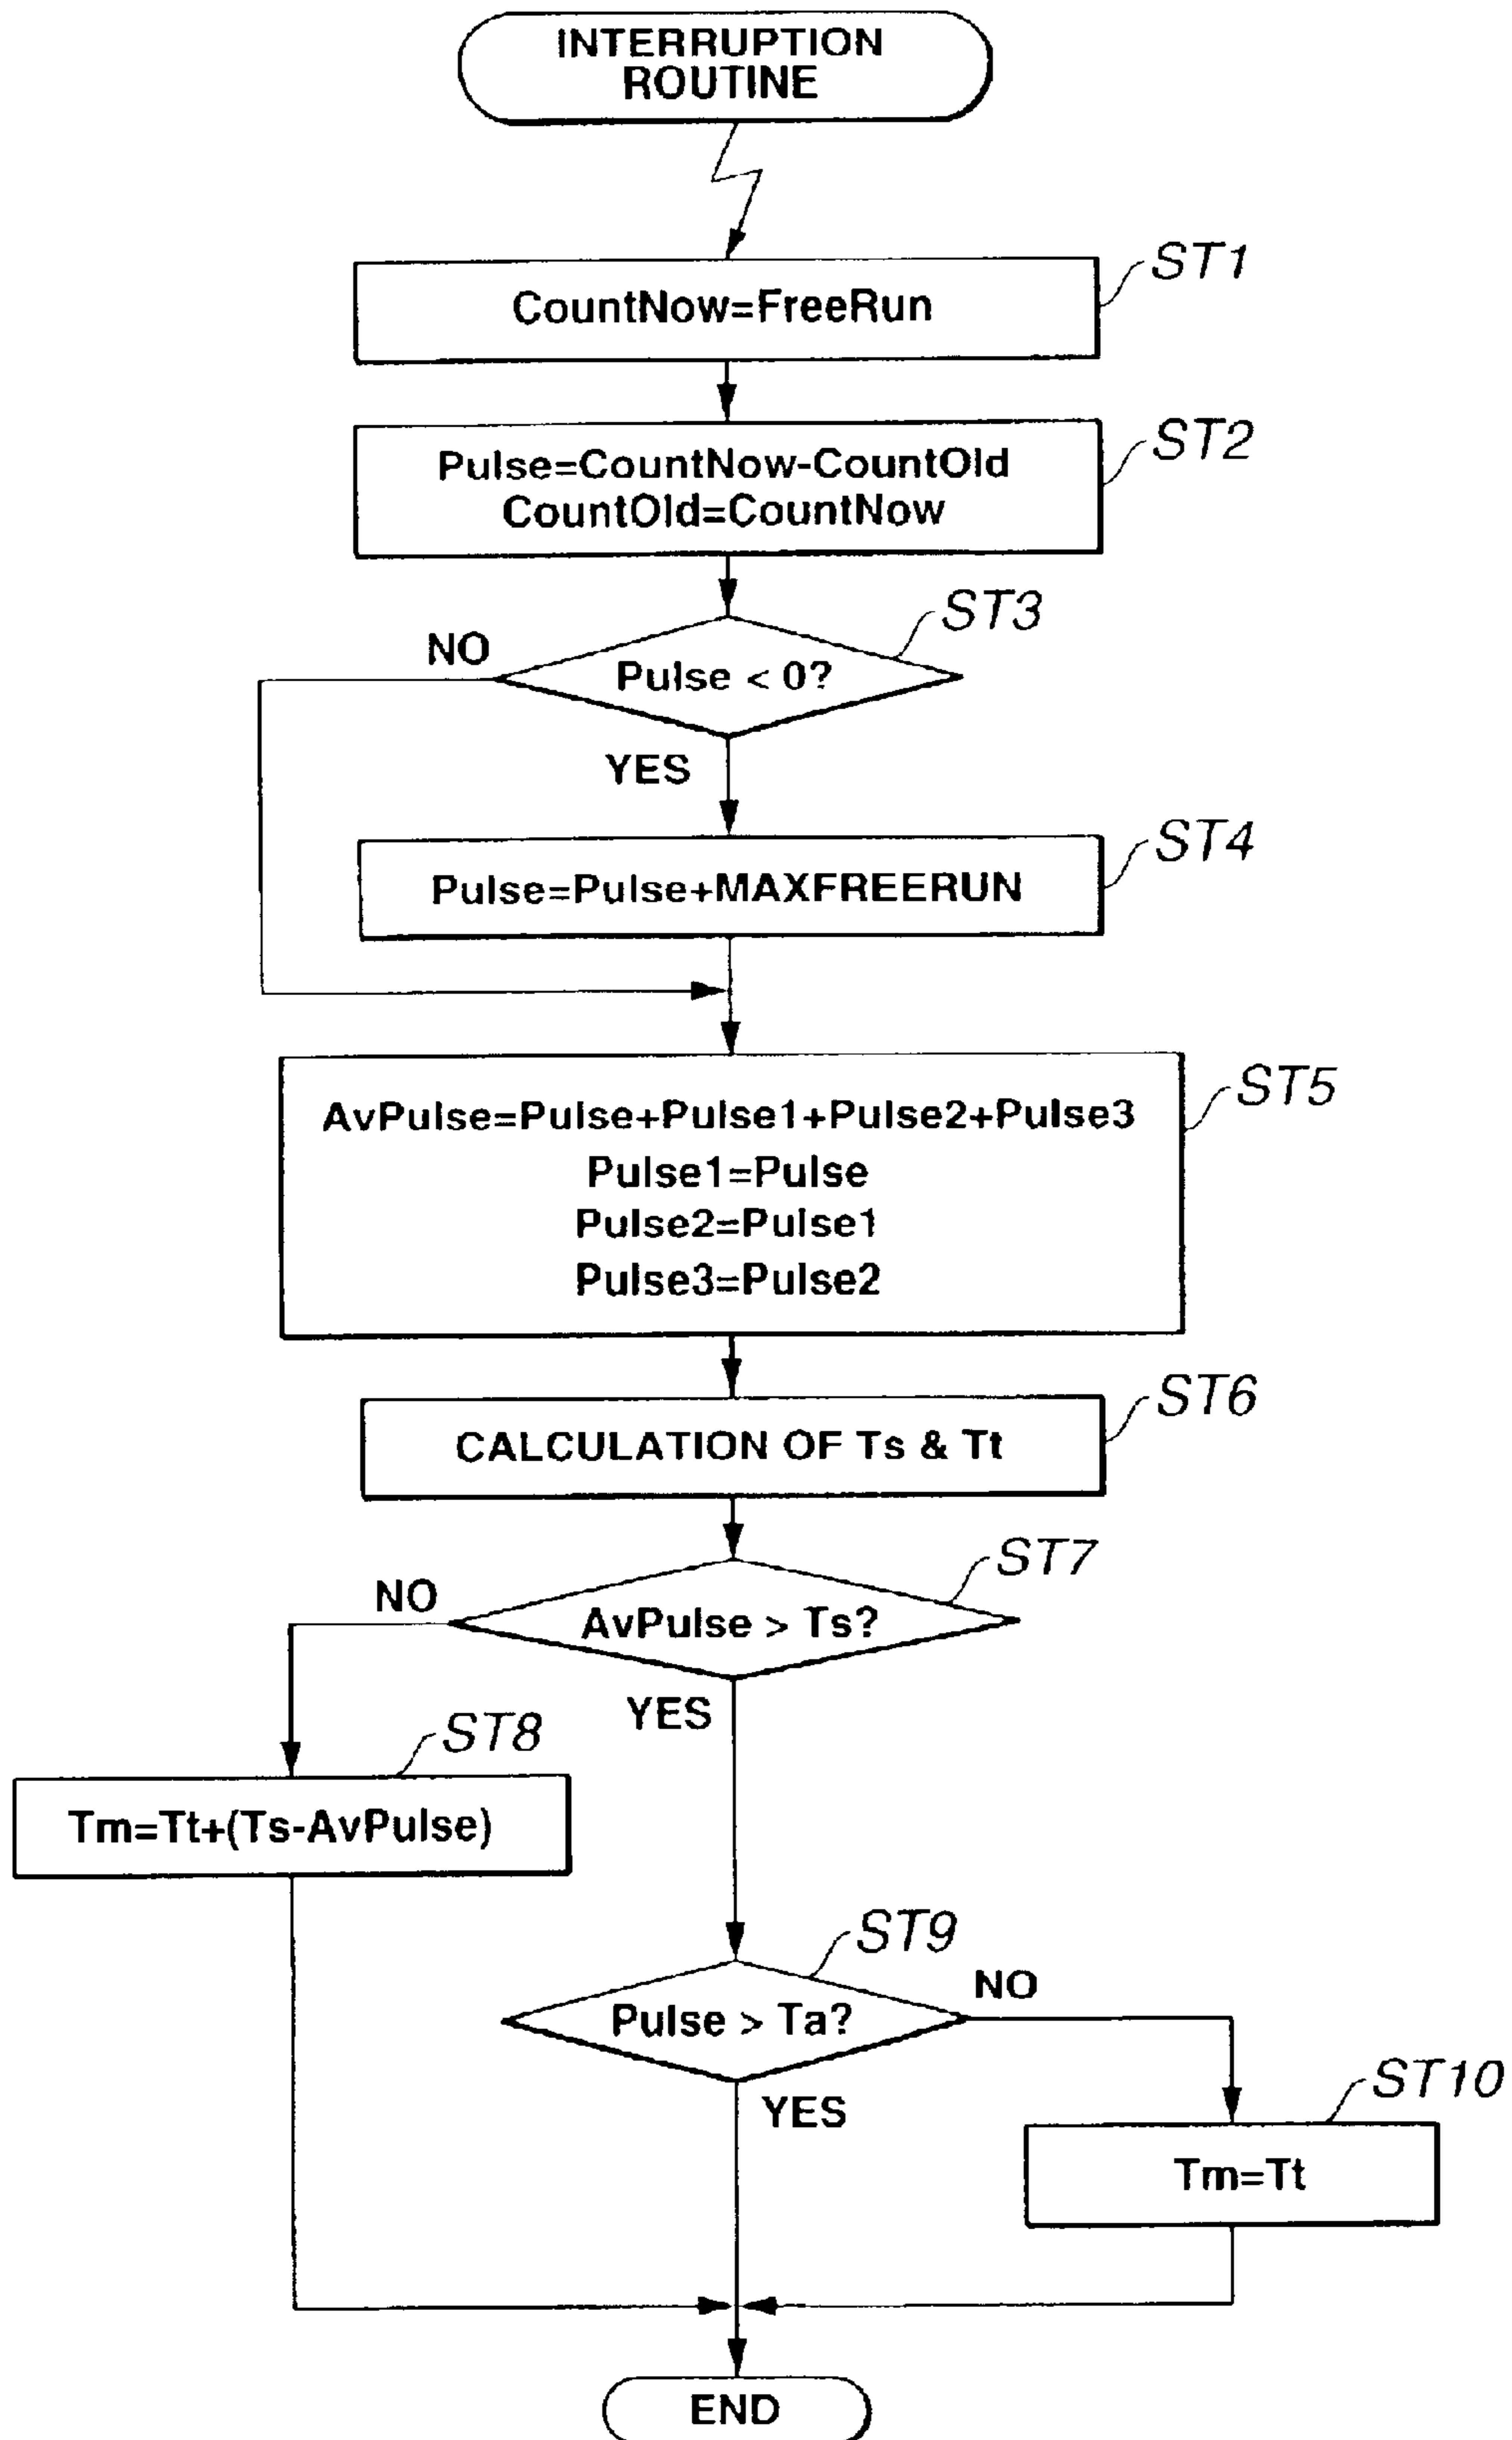 INTERRUPTION
ROUTINE
ST1
CountNow=FreeRun
ST2
Pulse=CountNow-CountOld
CountOld=CountNow
ST3
NO
Pulse < 0?
YES
ST4
Pulse=Pulse+MAXFREERUN
ST5
AvPulse=Pulse+Pulse1+Pulse2+Pulse3
Pulse1=Pulse
Pulse2=Pulse1
Pulse3=Pulse2
ST6
CALCULATION OF Ts & Tt
ST7
NO
AvPulse > Ts?
YES
ST8
Tm=Tt+(Ts-AvPulse)
ST9
NO
Pulse > Ta?
YES
ST10
Tm=Tt
END